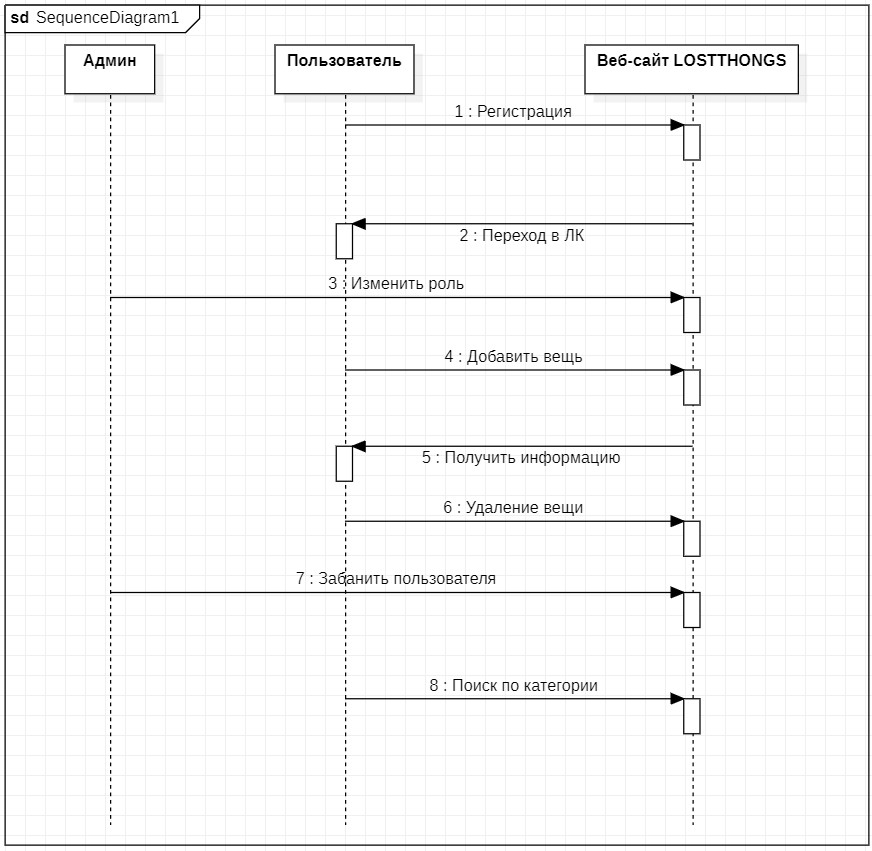 sd SequenceDiagram1
Админ
Пользователь
Веб-сайт LOSTTHONGS
1 : Регистрация
2 : Переход в ЛК
3 : Изменить роль
4 : Добавить вещь
5 : Получить информацию
6 : Удаление вещи
7 : Забанить пользователя
8 : Поиск по категории